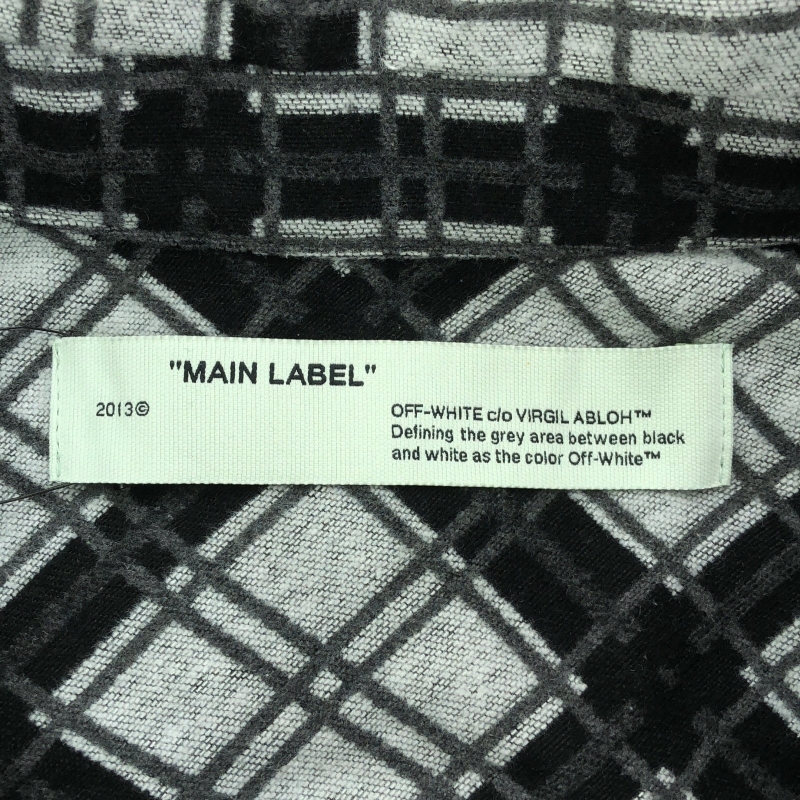 "MAIN LABEL"
2013©
OFF-WHITE c/o VIRGIL ABLOH™
Defining the grey area between black
and white as the color Off-White™